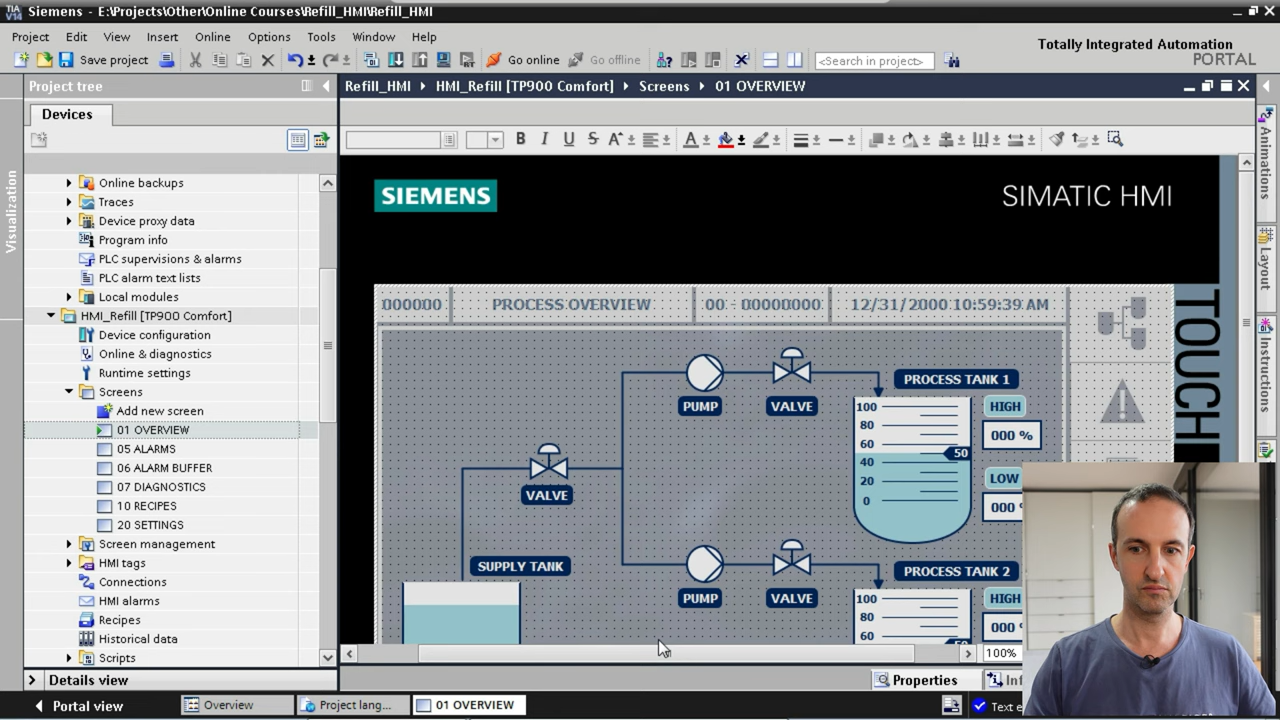 TIA
V14
Siemens - E:\Projects\Other\Online Courses\Refill_HMI\Refill_HMI
Project Edit View Insert Online Options Tools Window Help
Totally Integrated Automation
PORTAL
Save project
Go online
Go offline
<Search in project>
Project tree
Refill_HMI HMI_Refill [TP900 Comfort] Screens 01 OVERVIEW
Devices
B I U S A A
Visualization
Online backups
Traces
Device proxy data
Program info
PLC supervisions & alarms
PLC alarm text lists
Local modules
HMI_Refill [TP900 Comfort]
Device configuration
Online & diagnostics
Runtime settings
Screens
Add new screen
01 OVERVIEW
05 ALARMS
06 ALARM BUFFER
07 DIAGNOSTICS
10 RECIPES
20 SETTINGS
Screen management
HMI tags
Connections
HMI alarms
Recipes
Historical data
Scripts
SIEMENS
SIMATIC HMI
000000 PROCESS OVERVIEW 00 - 00000000 12/31/2000 10:59:39 AM
TOUCH
PUMP
VALVE
PROCESS TANK 1
100
80
60
40
20
0
50
HIGH
000 %
LOW
000
VALVE
SUPPLY TANK
PUMP
VALVE
PROCESS TANK 2
100
80
60
HIGH
000
100%
Animations
Layout
Instructions
Details view
Properties
Portal view
Overview
Project lang...
01 OVERVIEW